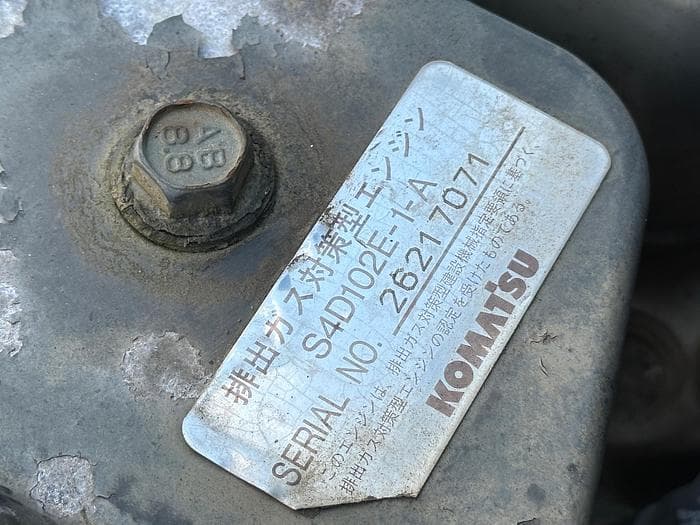 AB
8.8
排出ガス対策型エンジン
S4D102E-1-A
SERIAL NO. 26217071
このエンジンは、排出ガス対策型建設機械指定要領に基づく、
排出ガス対策型エンジンの認定を受けたものである。
KOMATSU